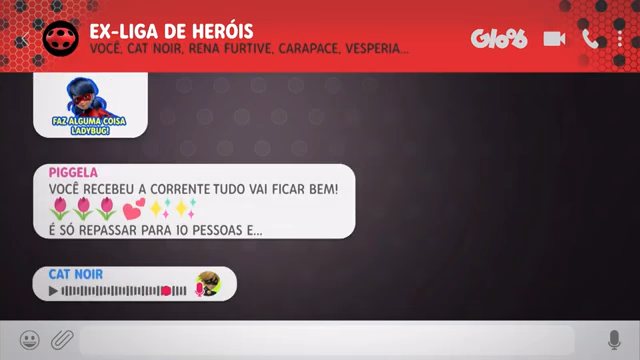 EX-LIGA DE HERÓIS
VOCÊ, CAT NOIR, RENA FURTIVE, CARAPACE, VESPERIA...
Gloob
FAZ ALGUMA COISA
LADYBUG!
PIGGELA
VOCÊ RECEBEU A CORRENTE TUDO VAI FICAR BEM!
É SÓ REPASSAR PARA 10 PESSOAS E...
CAT NOIR